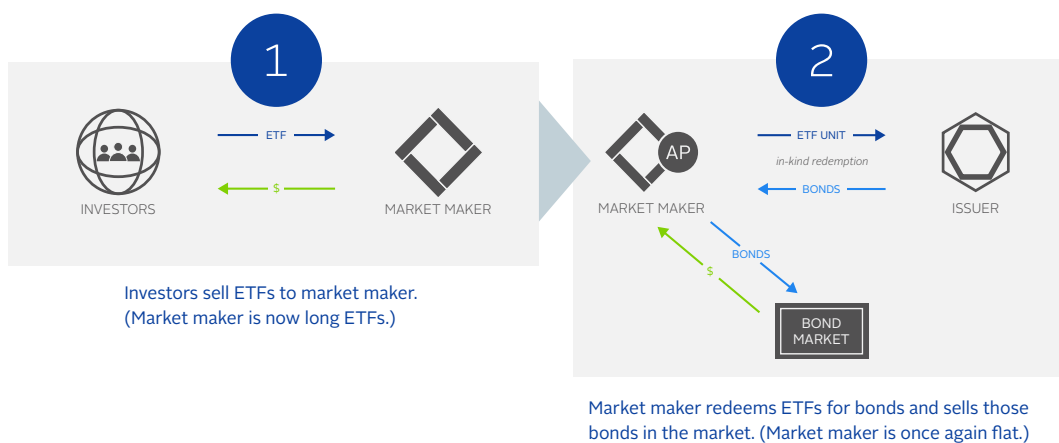 1
ETF
$
INVESTORS
MARKET MAKER
Investors sell ETFs to market maker.
(Market maker is now long ETFs.)
2
AP
ETF UNIT
in-kind redemption
BONDS
MARKET MAKER
ISSUER
BONDS
$
BOND
MARKET
Market maker redeems ETFs for bonds and sells those
bonds in the market. (Market maker is once again flat.)